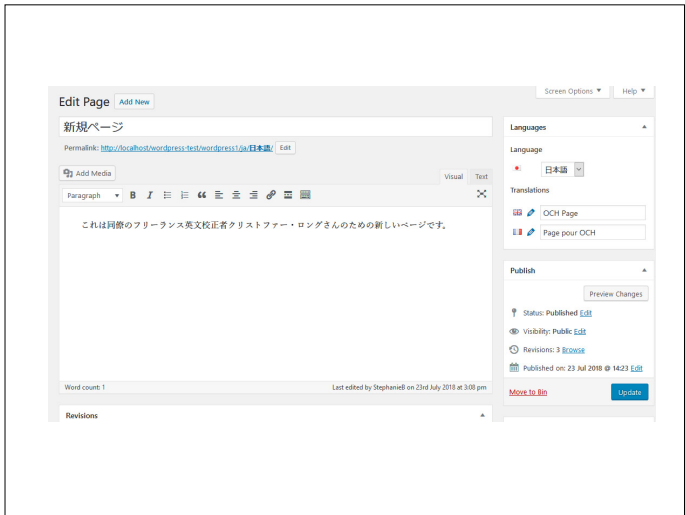 Screen Options ▼ Help ▼
Edit Page Add New
新規ページ
Permalink: http://localhost/wordpress-test/wordpress1/ja/日本語/ Edit
Add Media
Visual Text
Paragraph B I
これは同僚のフリーランス英文校正者クリストファー・ロングさんのための新しいページです。
Word count: 1 Last edited by StephanieB on 23rd July 2018 at 3:08 pm
Revisions
Languages
Language
日本語
Translations
OCH Page
Page pour OCH
Publish
Preview Changes
Status: Published Edit
Visibility: Public Edit
Revisions: 3 Browse
Published on: 23 Jul 2018 @ 14:23 Edit
Move to Bin Update